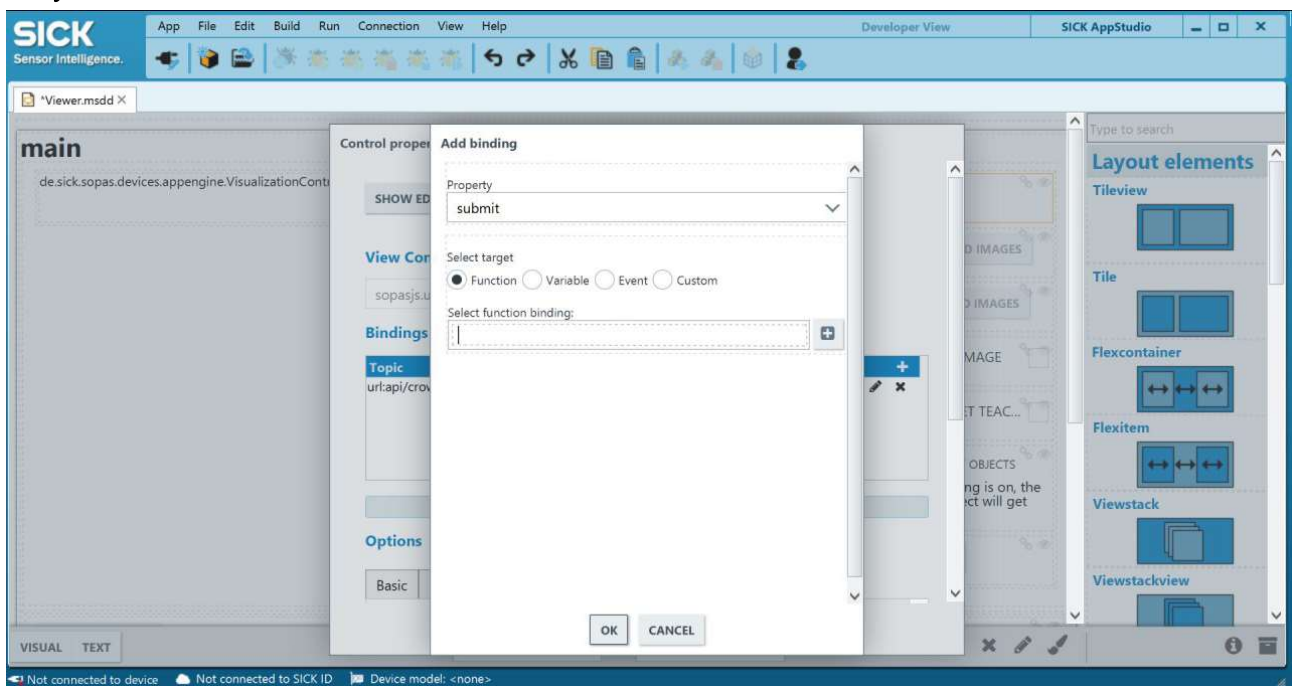 SICK
Sensor Intelligence.
App File Edit Build Run Connection View Help
Developer View
SICK AppStudio
*Viewer.msdd
main
de.sick.sopas.devices.appengine.VisualizationContr
Control proper
SHOW ED
View Con
sopasjs.u
Bindings
Topic
url:api/crow
Options
Basic
Add binding
Property
submit
Select target
Function Variable Event Custom
Select function binding:
OK CANCEL
D IMAGES
D IMAGES
MAGE
ET TEAC...
OBJECTS
ng is on, the
ect will get
Type to search
Layout elements
Tileview
Tile
Flexcontainer
Flexitem
Viewstack
Viewstackview
VISUAL TEXT
Not connected to device Not connected to SICK ID Device model: <none>